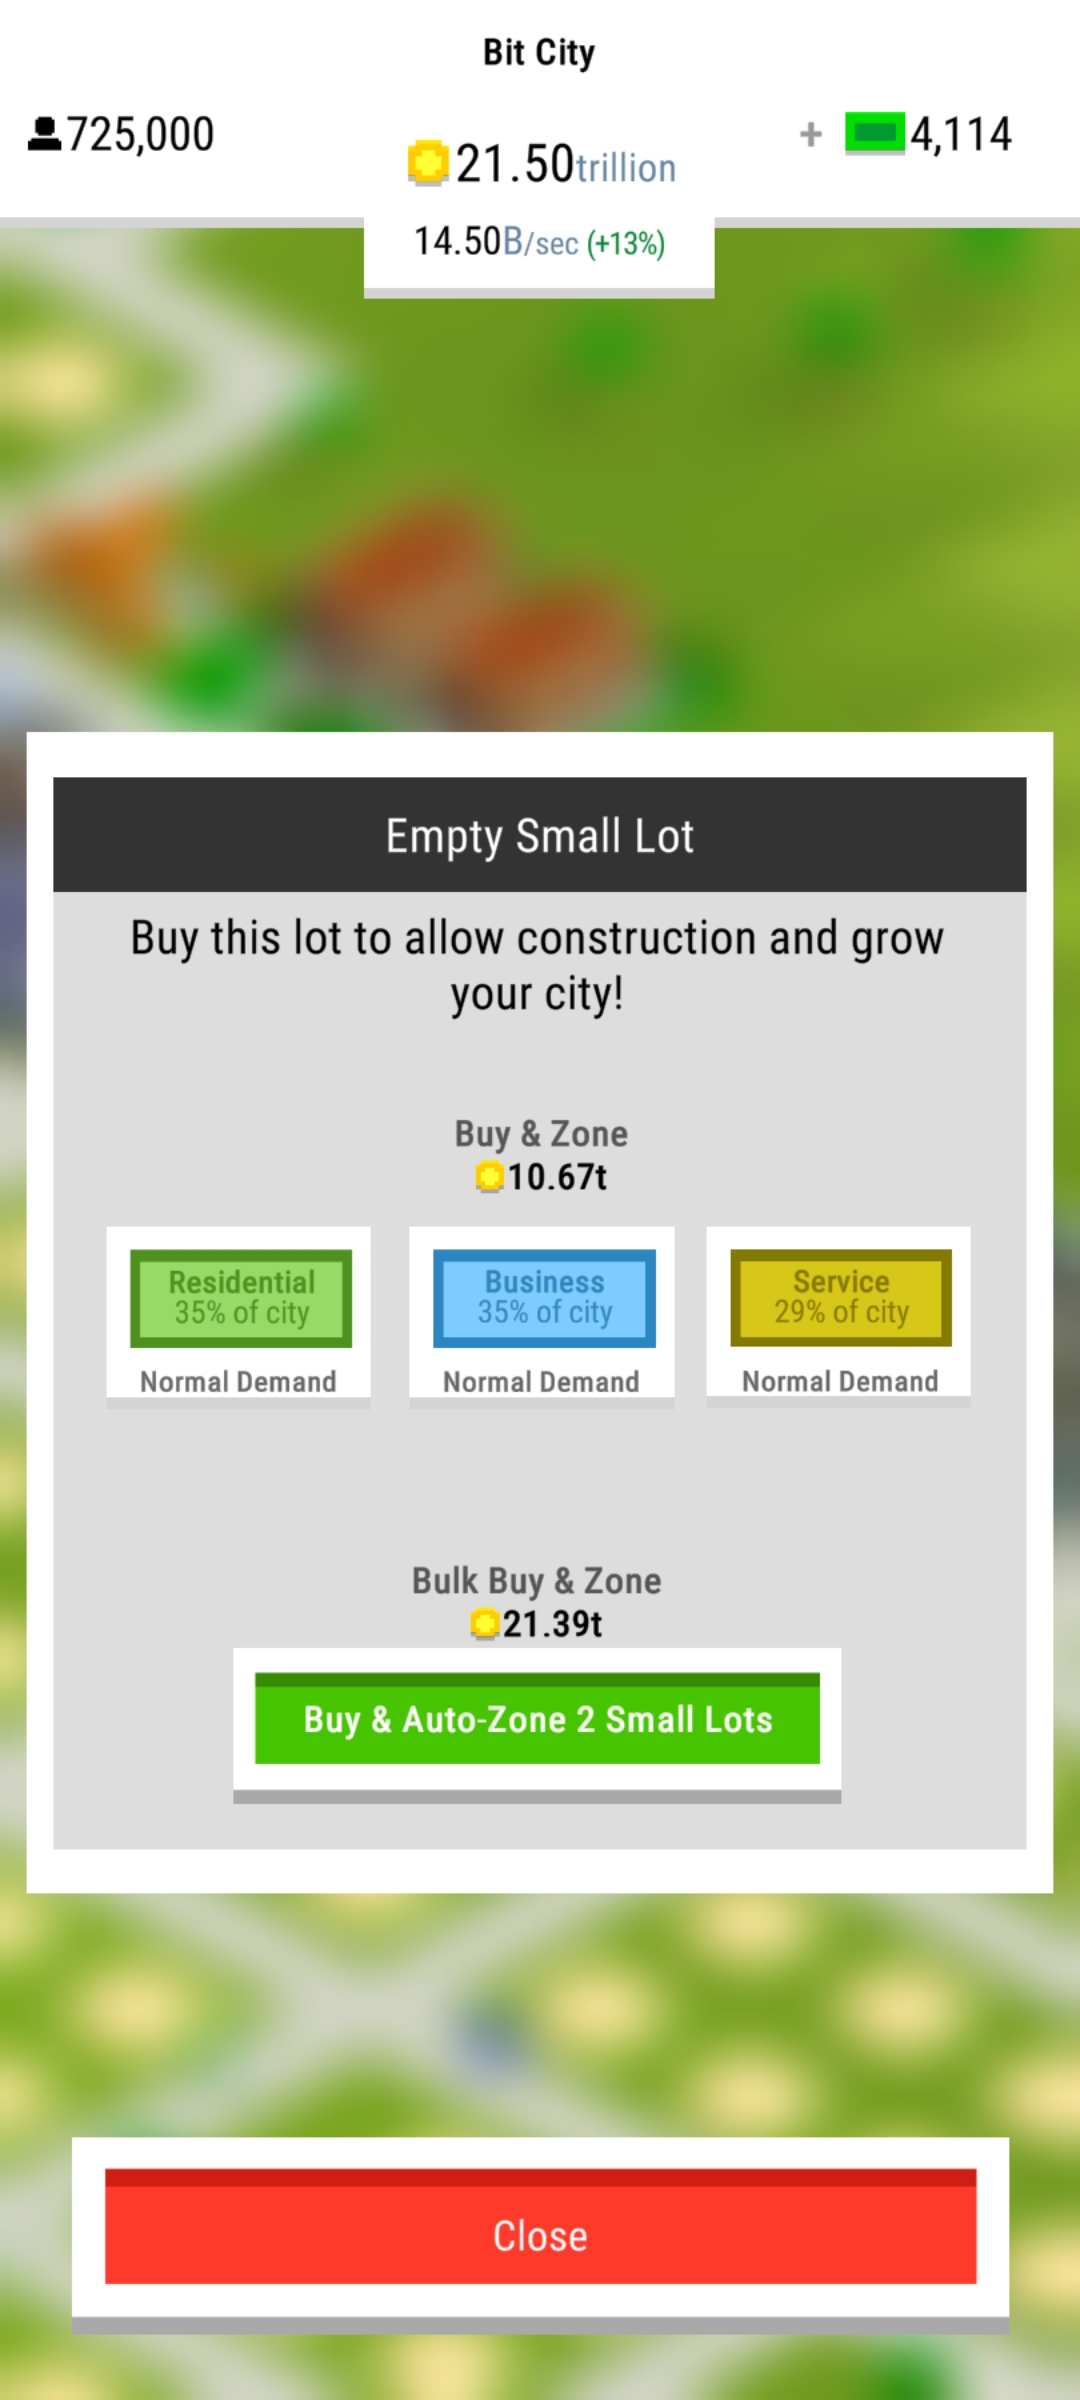 Bit City
725,000
21.50trillion
+ 4,114
14.50B/sec (+13%)
Empty Small Lot
Buy this lot to allow construction and grow
your city!
Buy & Zone
10.67t
Residential
35% of city
Normal Demand
Business
35% of city
Normal Demand
Service
29% of city
Normal Demand
Bulk Buy & Zone
21.39t
Buy & Auto-Zone 2 Small Lots
Close